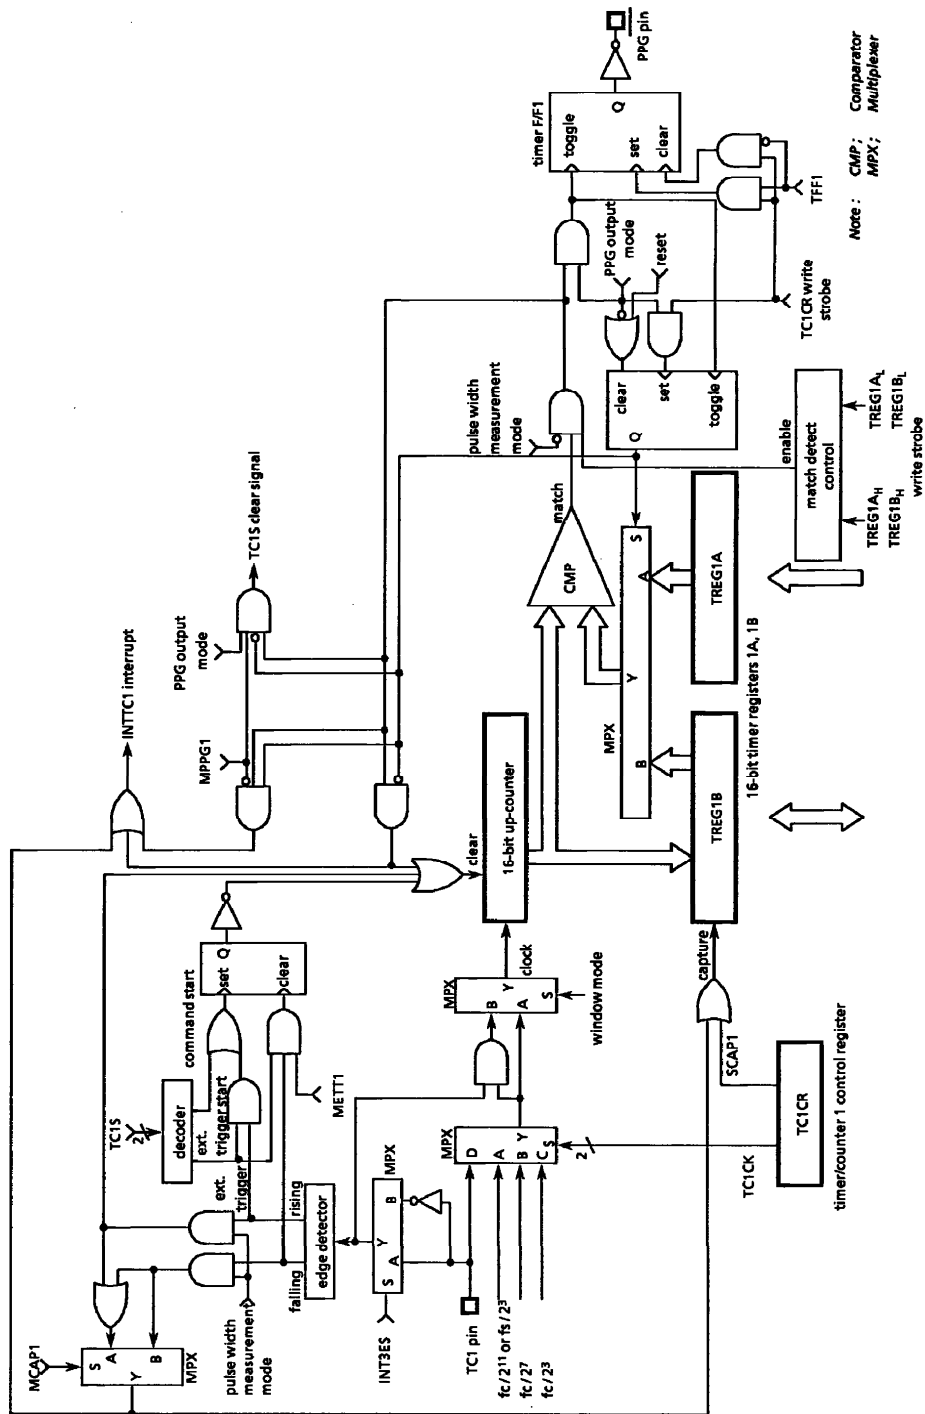 MCAP1
S
A
Y
B
MPX
pulse width
measurement
mode
TC1S
2
decoder
command start
ext.
trigger start
ext.
trigger
rising
falling
edge detector
METT1
set
Q
clear
INT3ES
S
A
Y
B
MPX
TC1 pin
fc/2¹¹ or fs/2³
fc/2⁷
fc/2³
MPX
D
A
B
Y
C
S
2
TC1CK
MPX
B
Y
A
S
window mode
clock
TC1CR
timer/counter 1 control register
SCAP1
capture
INTTC1 interrupt
MPPG1
PPG output
mode
TC1S clear signal
clear
16-bit up-counter
CMP
match
MPX
B
Y
A
S
TREG1B
TREG1A
16-bit timer registers 1A, 1B
pulse width
measurement
mode
enable
match detect
control
TREG1A_H
TREG1B_H
TREG1A_L
TREG1B_L
write strobe
clear
Q
set
toggle
PPG output
mode
reset
TC1CR write
strobe
timer F/F1
toggle
Q
set
clear
TFF1
PPG pin
Note :
CMP ;
Comparator
MPX ;
Multiplexer